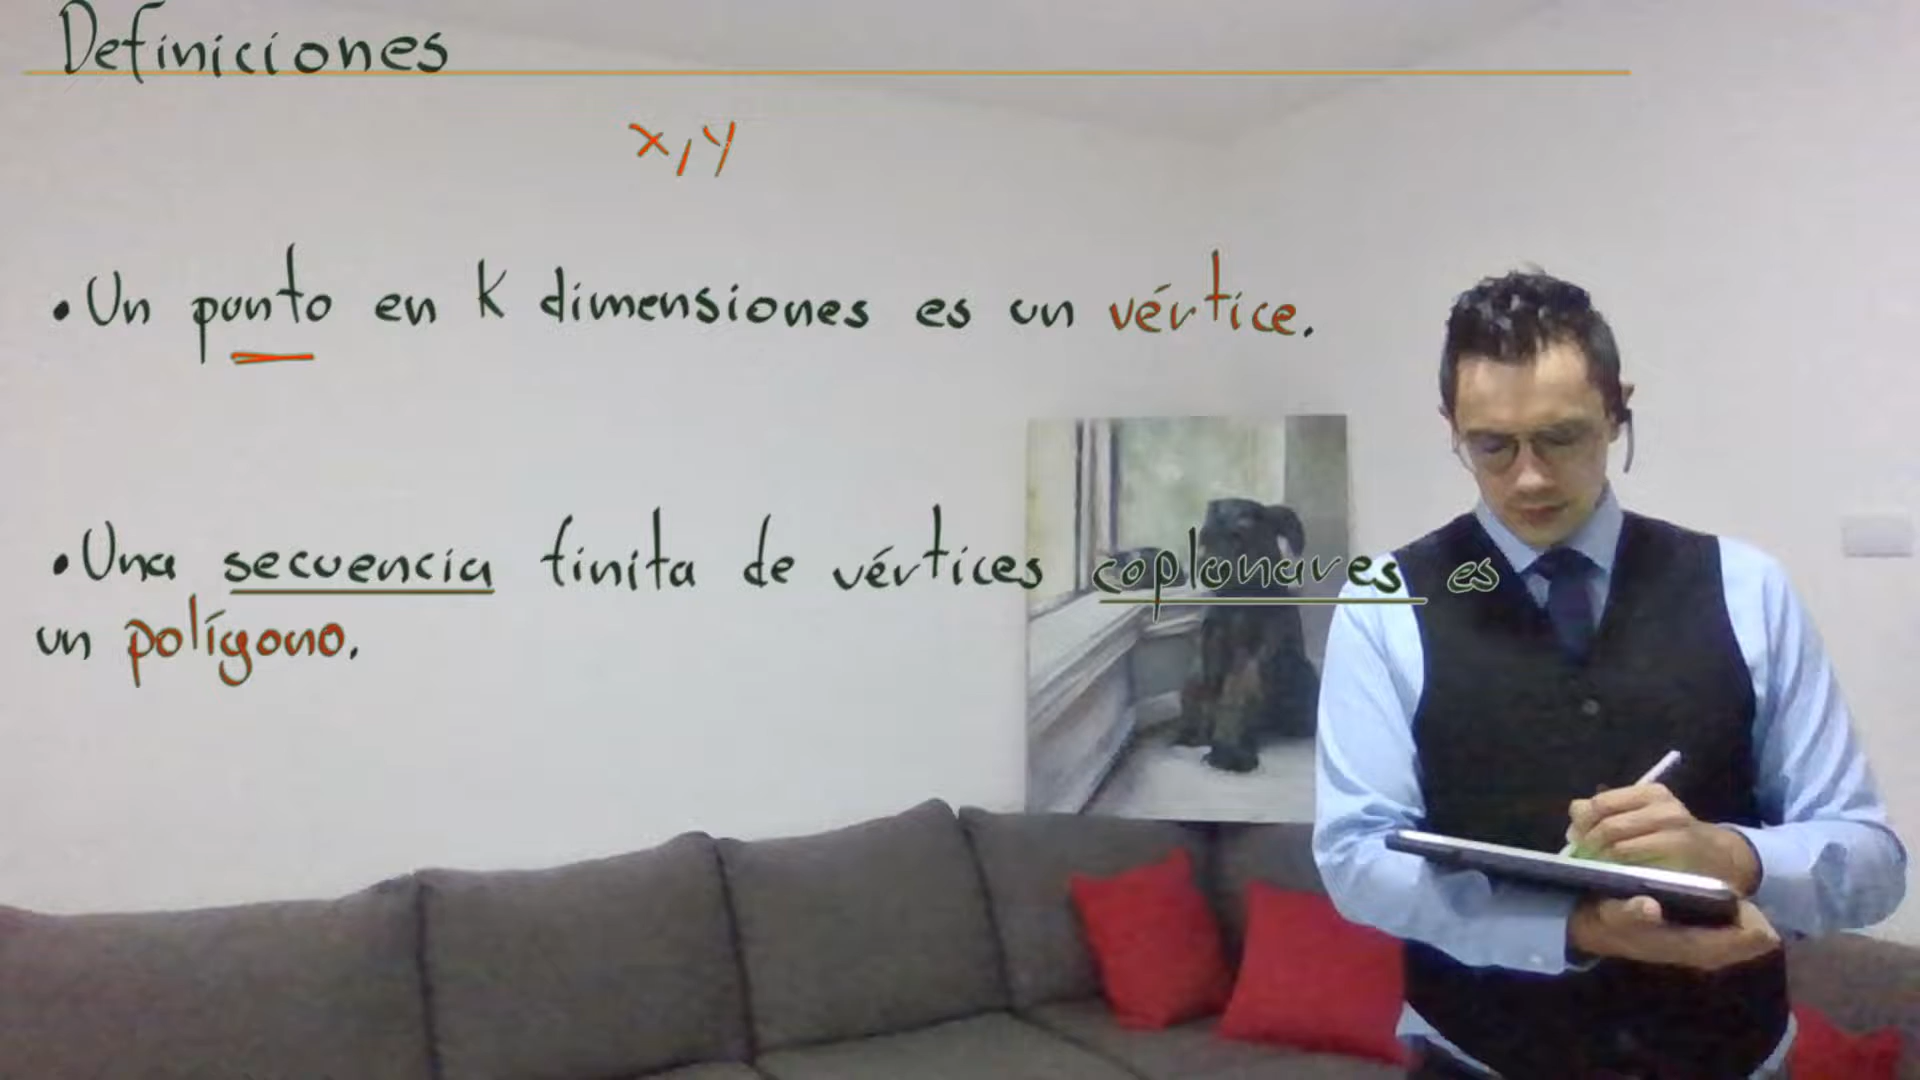 Definiciones
x,y
• Un punto en K dimensiones es un vértice.
• Una secuencia finita de vértices coplanares es
un polígono.